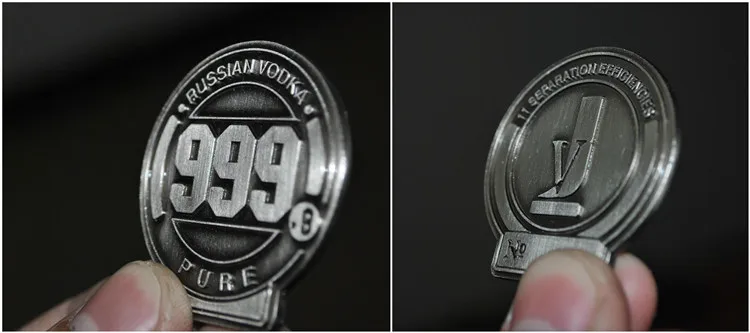 RUSSIAN VODKA
999
.9
PURE
11 SEPARATION EFFICIENCIES
№